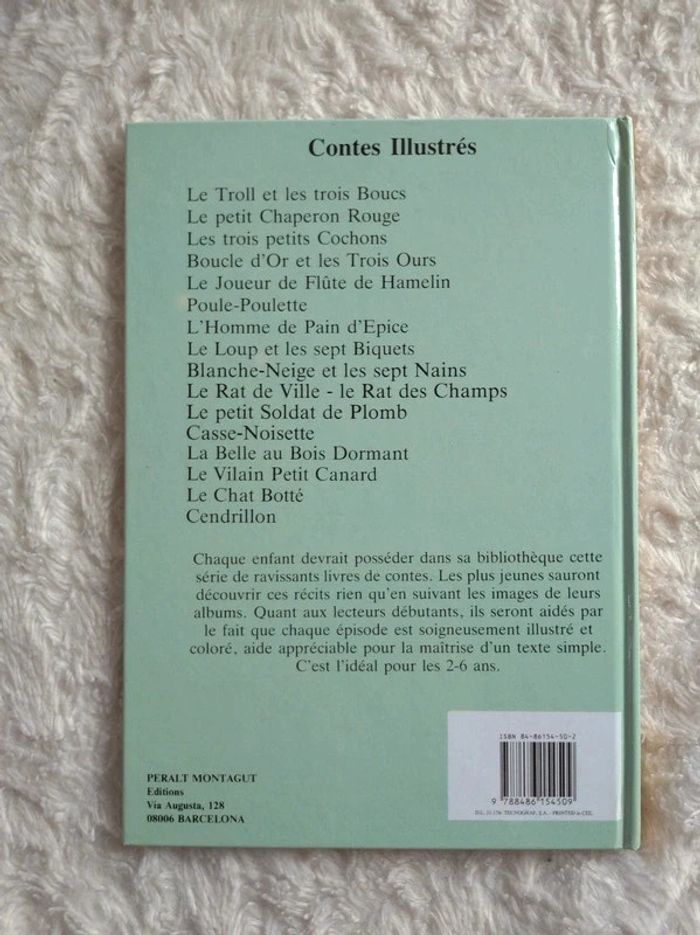 Contes Illustrés
Le Troll et les trois Boucs
Le petit Chaperon Rouge
Les trois petits Cochons
Boucle d'Or et les Trois Ours
Le Joueur de Flûte de Hamelin
Poule-Poulette
L'Homme de Pain d'Epice
Le Loup et les sept Biquets
Blanche-Neige et les sept Nains
Le Rat de Ville - le Rat des Champs
Le petit Soldat de Plomb
Casse-Noisette
La Belle au Bois Dormant
Le Vilain Petit Canard
Le Chat Botté
Cendrillon
Chaque enfant devrait posséder dans sa bibliothèque cette
série de ravissants livres de contes. Les plus jeunes sauront
découvrir ces récits rien qu'en suivant les images de leurs
albums. Quant aux lecteurs débutants, ils seront aidés par
le fait que chaque épisode est soigneusement illustré et
coloré, aide appréciable pour la maîtrise d'un texte simple.
C'est l'idéal pour les 2-6 ans.
PERALT MONTAGUT
Editions
Via Augusta, 128
08006 BARCELONA
ISBN 84-86154-50-2
9 788486 154509
TECNOGRAF, S.A. - PRINTED in